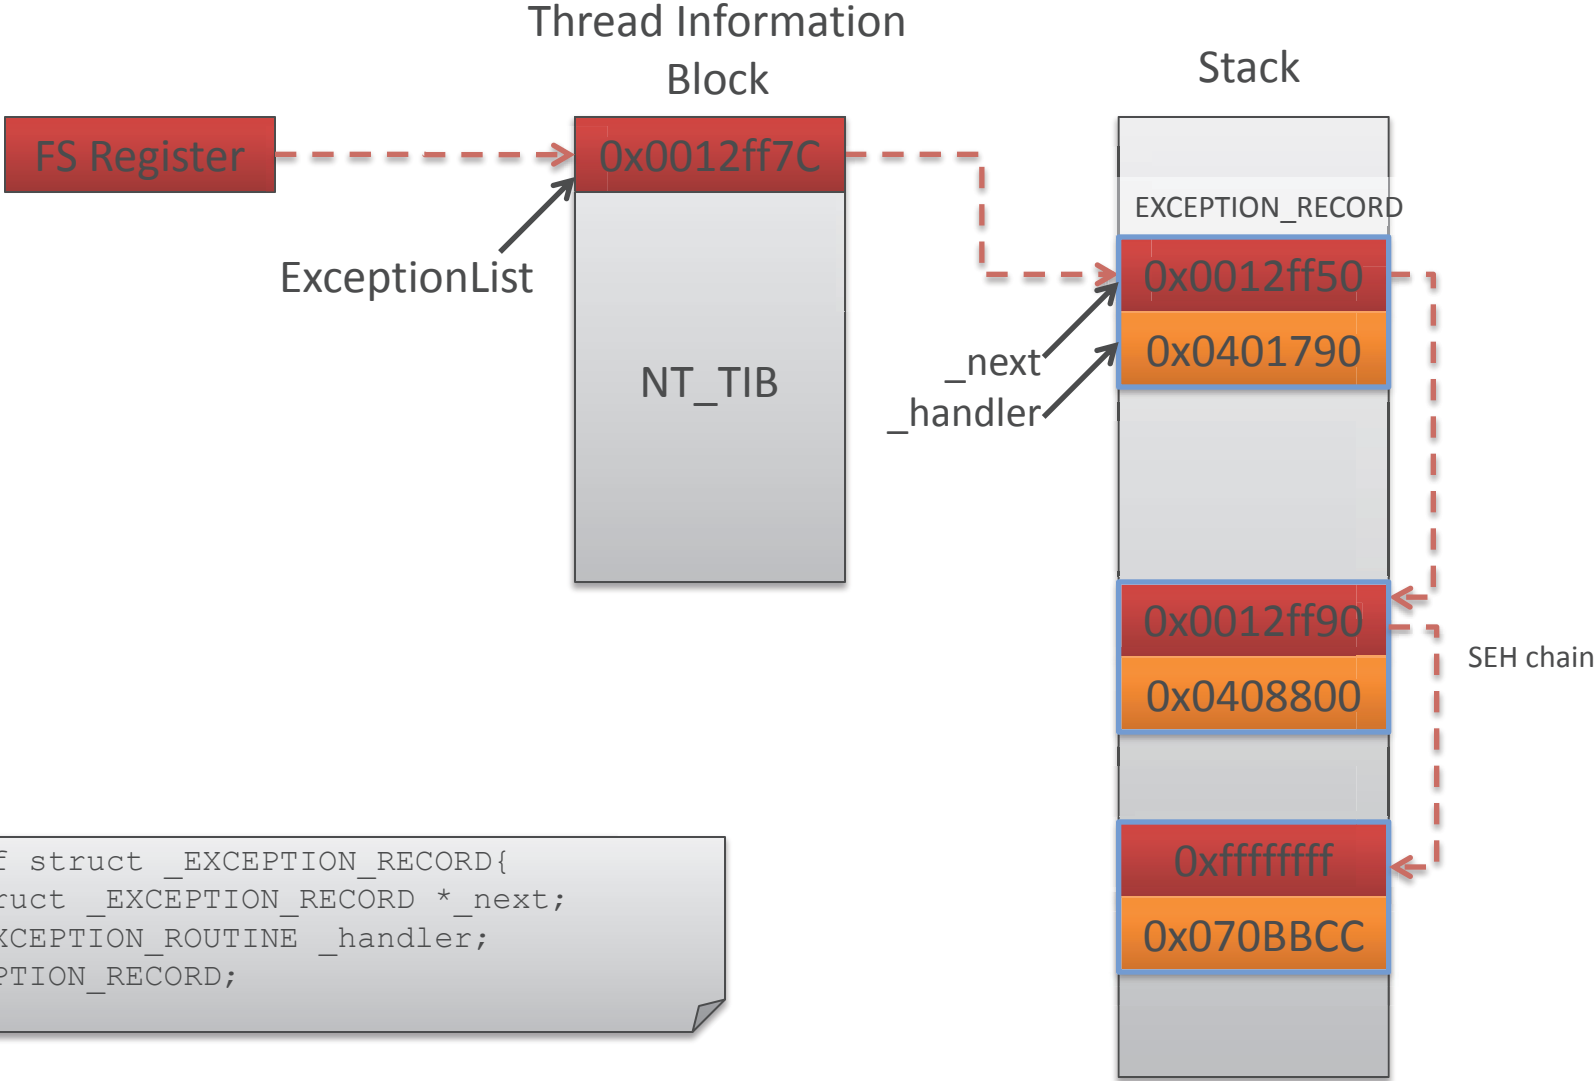 Thread Information
Block
Stack
FS Register
0x0012ff7C
EXCEPTION_RECORD
ExceptionList
0x0012ff50
_next
0x0401790
NT_TIB
_handler
0x0012ff90
SEH chain
0x0408800
f struct _EXCEPTION_RECORD{
ruct _EXCEPTION_RECORD *_next;
XCEPTION_ROUTINE _handler;
PTION_RECORD;
0xffffffff
0x070BBCC